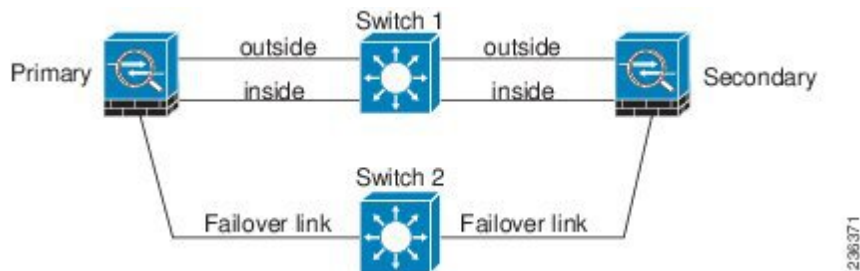 Switch 1
outside
outside
Primary
Secondary
inside
inside
Switch 2
Failover link
Failover link
236371